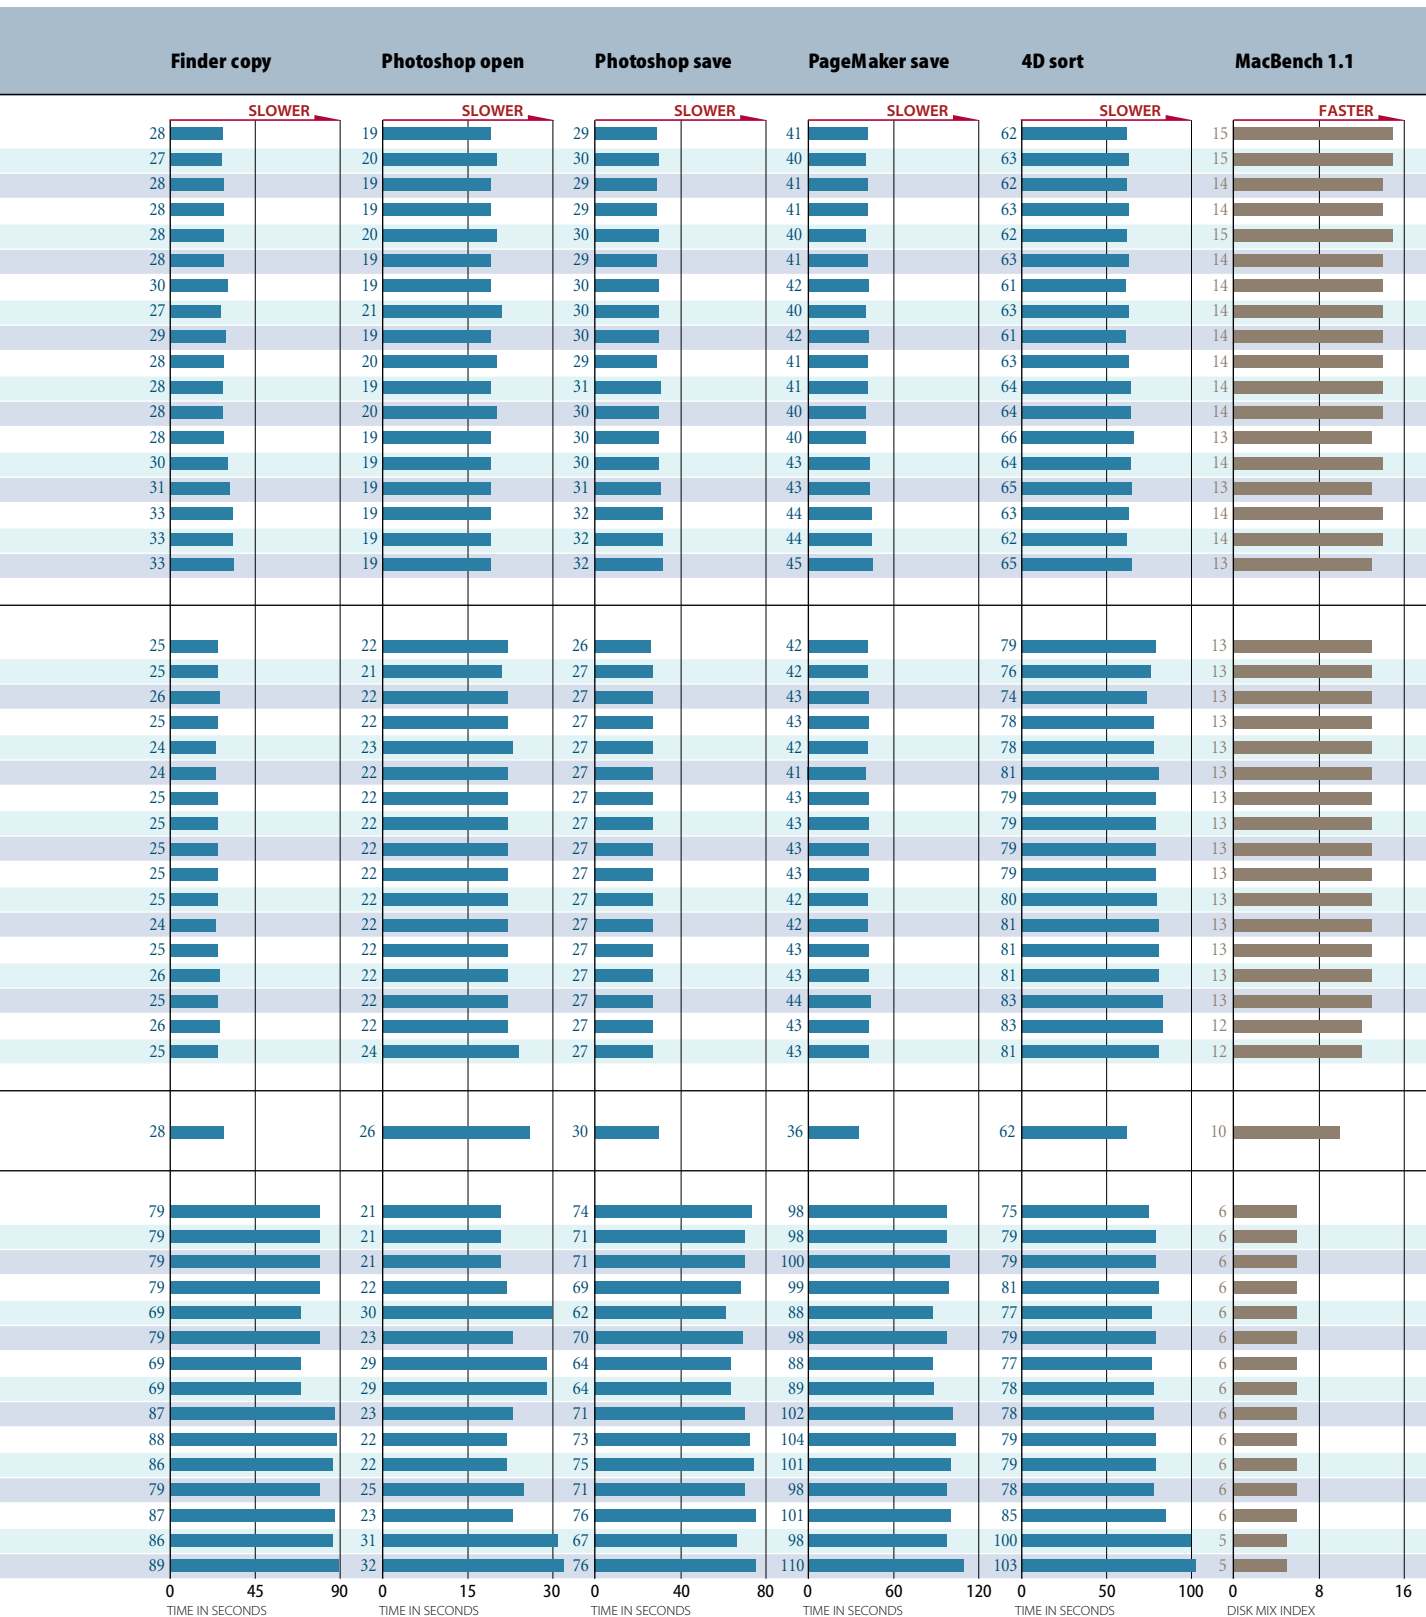 Finder copy Photoshop open Photoshop save PageMaker save 4D sort MacBench 1.1
SLOWER SLOWER SLOWER SLOWER SLOWER FASTER
28 19 29 41 62 15
27 20 30 40 63 15
28 19 29 41 62 14
28 19 29 41 63 14
28 20 30 40 62 15
28 19 29 41 63 14
30 19 30 42 61 14
27 21 30 40 63 14
29 19 30 42 61 14
28 20 29 41 63 14
28 19 31 41 64 14
28 20 30 40 64 14
28 19 30 40 66 13
30 19 30 43 64 14
31 19 31 43 65 13
33 19 32 44 63 14
33 19 32 44 62 14
33 19 32 45 65 13
25 22 26 42 79 13
25 21 27 42 76 13
26 22 27 43 74 13
25 22 27 43 78 13
24 23 27 42 78 13
24 22 27 41 81 13
25 22 27 43 79 13
25 22 27 43 79 13
25 22 27 43 79 13
25 22 27 43 79 13
25 22 27 42 80 13
24 22 27 42 81 13
25 22 27 43 81 13
26 22 27 43 81 13
25 22 27 44 83 13
26 22 27 43 83 12
25 24 27 43 81 12
28 26 30 36 62 10
79 21 74 98 75 6
79 21 71 98 79 6
79 21 71 100 79 6
79 22 69 99 81 6
69 30 62 88 77 6
79 23 70 98 79 6
69 29 64 88 77 6
69 29 64 89 78 6
87 23 71 102 78 6
88 22 73 104 79 6
86 22 75 101 79 6
79 25 71 98 78 6
87 23 76 101 85 6
86 31 67 98 100 5
89 32 76 110 103 5
0 45 90 0 15 30 0 40 80 0 60 120 0 50 100 0 8 16
TIME IN SECONDS TIME IN SECONDS TIME IN SECONDS TIME IN SECONDS TIME IN SECONDS DISK MIX INDEX